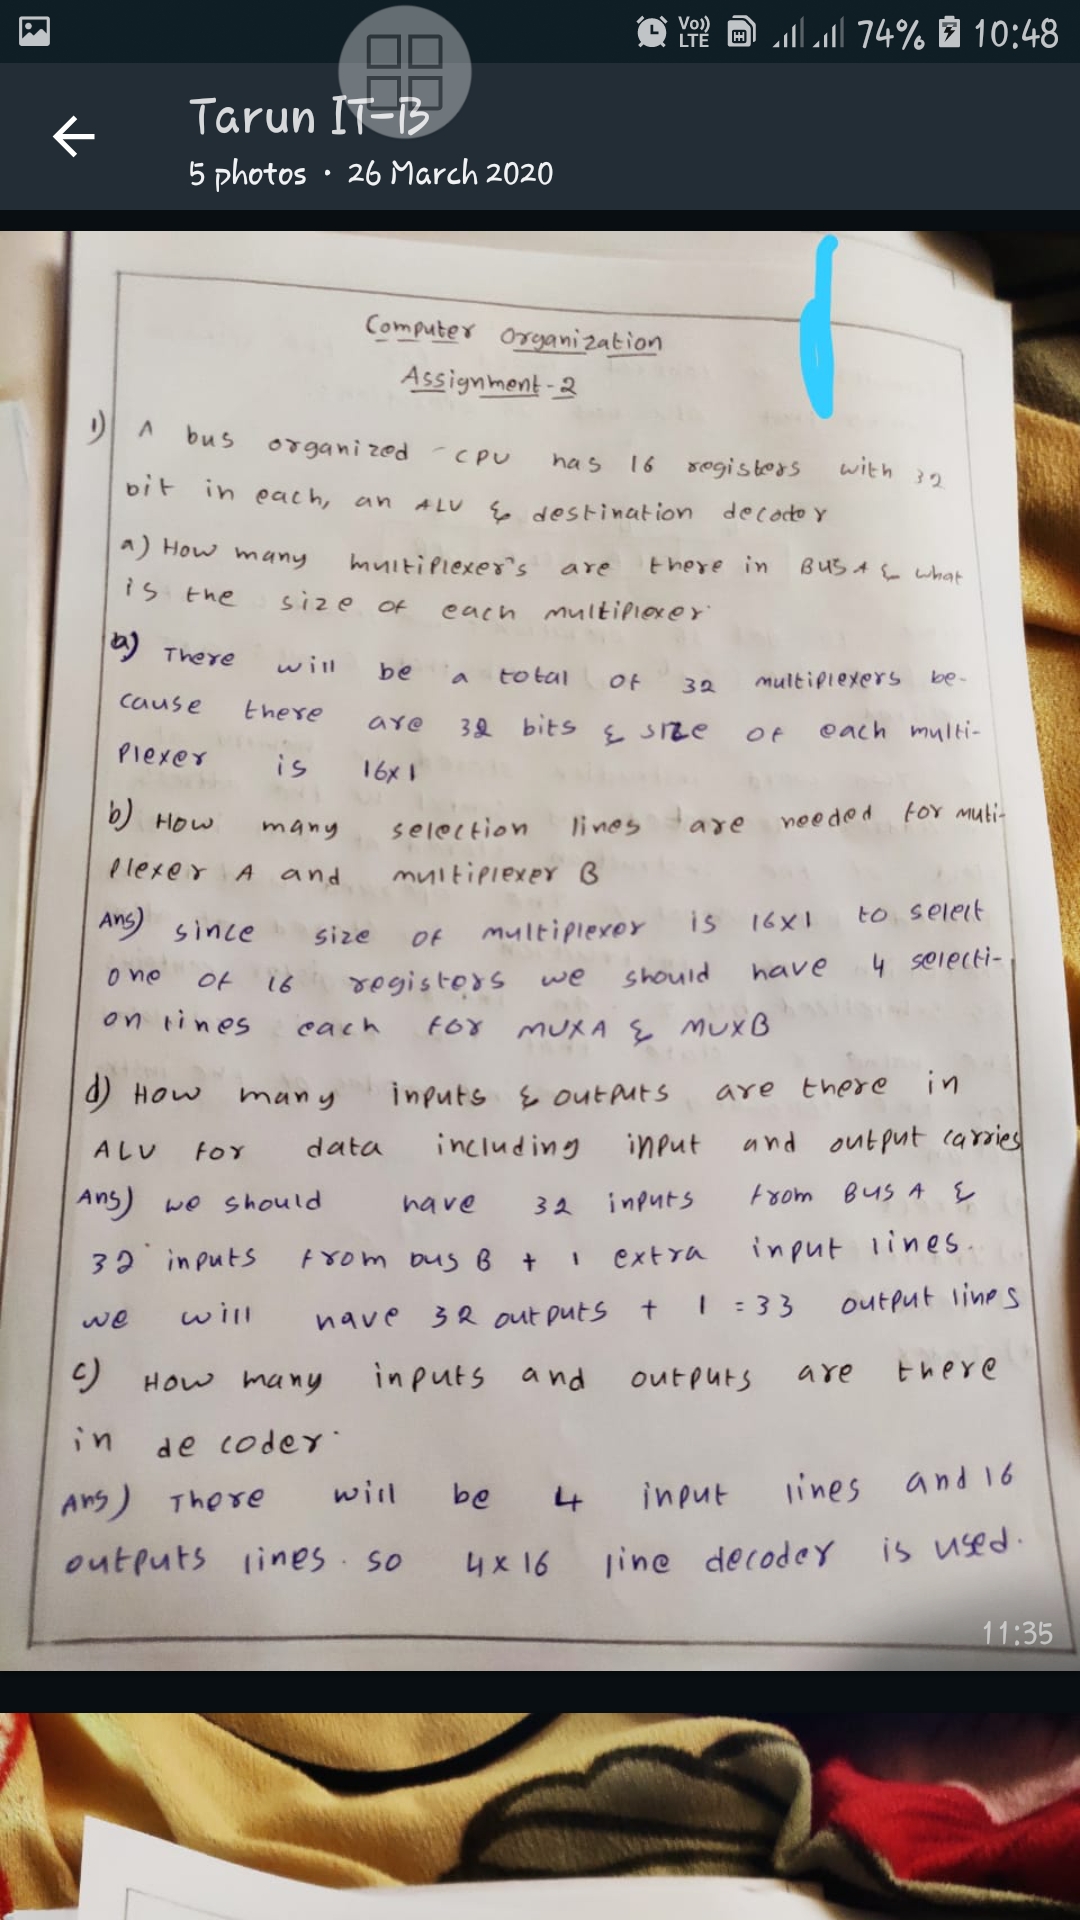 Vo)) LTE 74% 10:48
Tarun IT-B
5 photos • 26 March 2020
Computer Organization
Assignment-2
1) A bus organized -CPU has 16 registers with 32
bit in each, an ALU & destination decoder
a) How many multiplexer's are there in BUS A & what
is the size of each multiplexer.
a) There will be a total of 32 multiplexers be-
cause there are 32 bits & size of each multi-
plexer is 16x1
b) How many selection lines are needed for muti-
plexer A and multiplexer B
Ans) since size of multiplexer is 16x1 to select
one of 16 registers we should have 4 selecti-
on lines each for MUXA & MUXB
d) How many inputs & outputs are there in
ALU for data including input and output carries
Ans) we should have 32 inputs from BUS A &
32 inputs from bus B + 1 extra input lines.
we will have 32 outputs + 1 = 33 output lines
c) How many inputs and outputs are there
in decoder.
Ans) There will be 4 input lines and 16
outputs lines. so 4x16 line decoder is used.
11:35